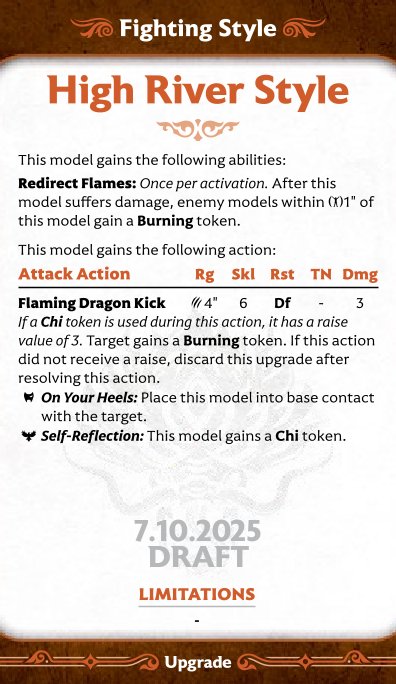 Fighting Style
High River Style
This model gains the following abilities:
Redirect Flames: Once per activation. After this
model suffers damage, enemy models within 1" of
this model gain a Burning token.
This model gains the following action:
Attack Action Rg Skl Rst TN Dmg
Flaming Dragon Kick 4" 6 Df - 3
If a Chi token is used during this action, it has a raise
value of 3. Target gains a Burning token. If this action
did not receive a raise, discard this upgrade after
resolving this action.
On Your Heels: Place this model into base contact
with the target.
Self-Reflection: This model gains a Chi token.
7.10.2025
DRAFT
LIMITATIONS
-
Upgrade